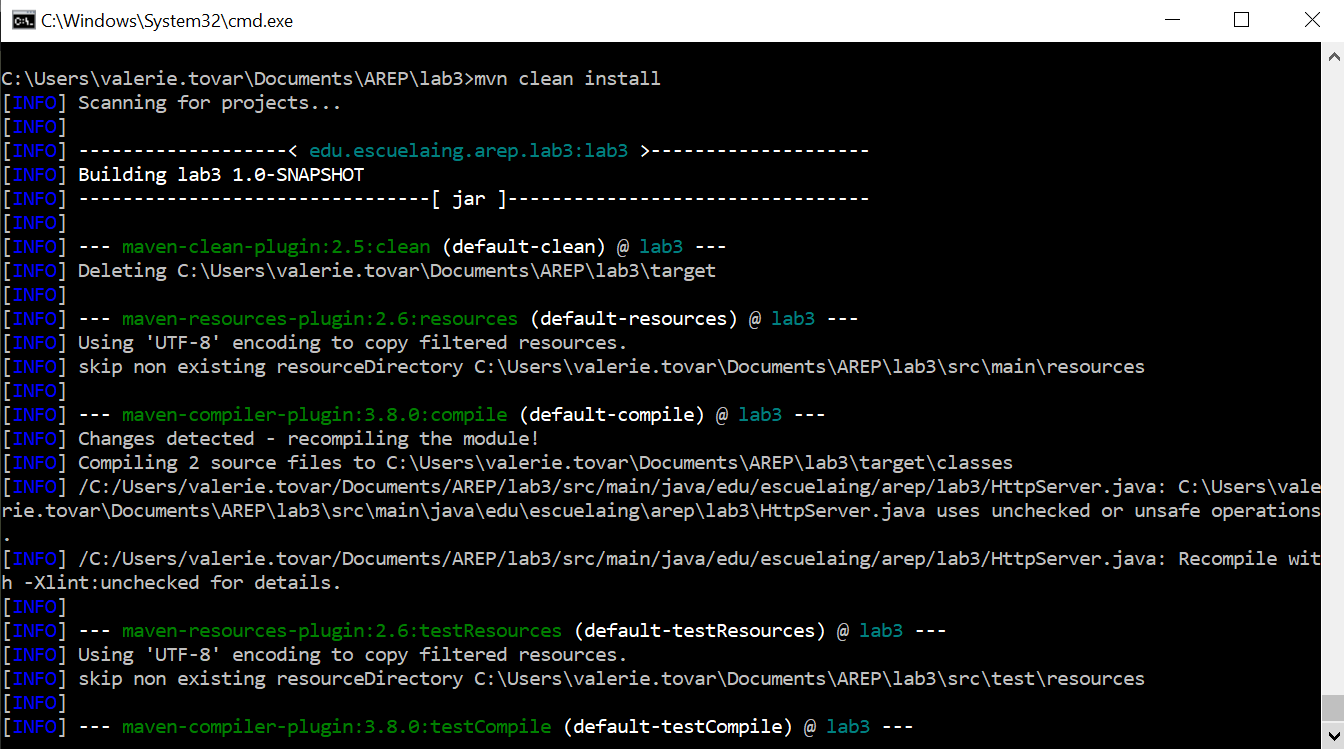 C:\Windows\System32\cmd.exe
C:\Users\valerie.tovar\Documents\AREP\lab3>mvn clean install
[INFO] Scanning for projects...
[INFO]
[INFO] -------------------< edu.escuelaing.arep.lab3:lab3 >--------------------
[INFO] Building lab3 1.0-SNAPSHOT
[INFO] --------------------------------[ jar ]---------------------------------
[INFO]
[INFO] --- maven-clean-plugin:2.5:clean (default-clean) @ lab3 ---
[INFO] Deleting C:\Users\valerie.tovar\Documents\AREP\lab3\target
[INFO]
[INFO] --- maven-resources-plugin:2.6:resources (default-resources) @ lab3 ---
[INFO] Using 'UTF-8' encoding to copy filtered resources.
[INFO] skip non existing resourceDirectory C:\Users\valerie.tovar\Documents\AREP\lab3\src\main\resources
[INFO]
[INFO] --- maven-compiler-plugin:3.8.0:compile (default-compile) @ lab3 ---
[INFO] Changes detected - recompiling the module!
[INFO] Compiling 2 source files to C:\Users\valerie.tovar\Documents\AREP\lab3\target\classes
[INFO] /C:/Users/valerie.tovar/Documents/AREP/lab3/src/main/java/edu/escuelaing/arep/lab3/HttpServer.java: C:\Users\vale
rie.tovar\Documents\AREP\lab3\src\main\java\edu\escuelaing\arep\lab3\HttpServer.java uses unchecked or unsafe operations
.
[INFO] /C:/Users/valerie.tovar/Documents/AREP/lab3/src/main/java/edu/escuelaing/arep/lab3/HttpServer.java: Recompile wit
h -Xlint:unchecked for details.
[INFO]
[INFO] --- maven-resources-plugin:2.6:testResources (default-testResources) @ lab3 ---
[INFO] Using 'UTF-8' encoding to copy filtered resources.
[INFO] skip non existing resourceDirectory C:\Users\valerie.tovar\Documents\AREP\lab3\src\test\resources
[INFO]
[INFO] --- maven-compiler-plugin:3.8.0:testCompile (default-testCompile) @ lab3 ---